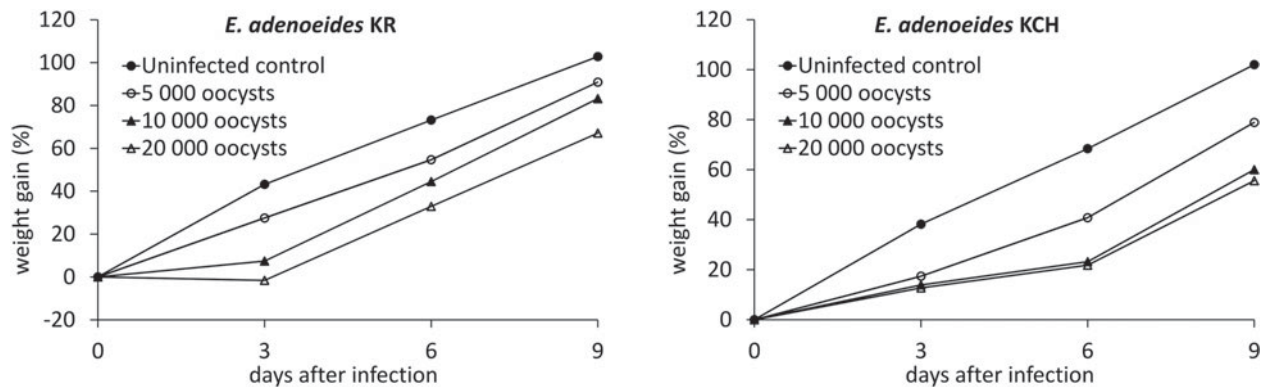 E. adenoeides KR
120
100
80
60
40
20
0
-20
weight gain (%)
Uninfected control
5 000 oocysts
10 000 oocysts
20 000 oocysts
0 3 6 9
days after infection
E. adenoeides KCH
120
100
80
60
40
20
0
weight gain (%)
Uninfected control
5 000 oocysts
10 000 oocysts
20 000 oocysts
0 3 6 9
days after infection